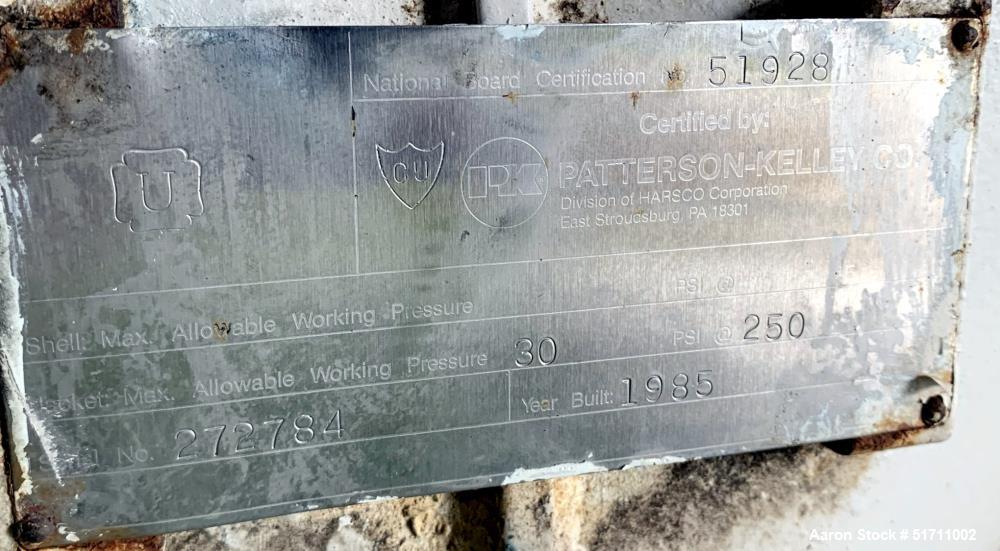 National Board Certification no. 51928
Certified by:
U
CU
PK
PATTERSON-KELLEY CO.
Division of HARSCO Corporation
East Stroudsburg, PA 18301
Shell: Max. Allowable Working Pressure PSI @
Jacket: Max. Allowable Working Pressure 30 PSI @ 250
Serial No. 272784
Year Built: 1985
Aaron Stock # 51711002